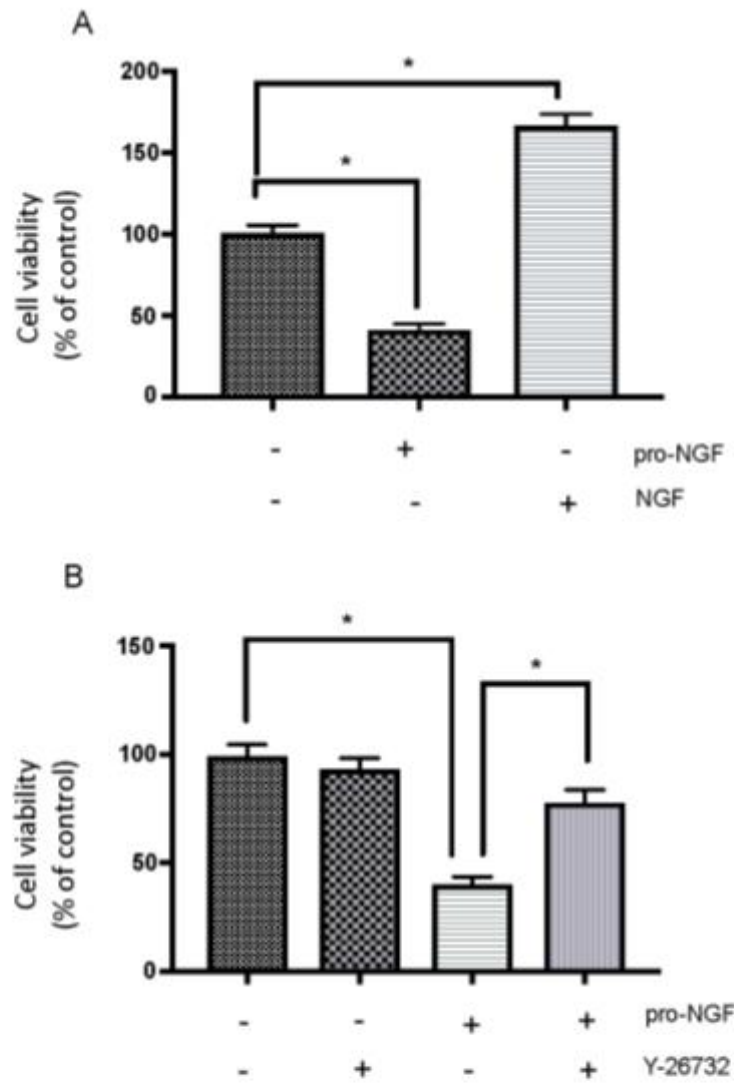 A
200
*
150
*
100
50
0
Cell viability
(% of control)
- + - pro-NGF
- - + NGF
B
150
*
*
100
50
0
Cell viability
(% of control)
- - + + pro-NGF
- + - + Y-26732